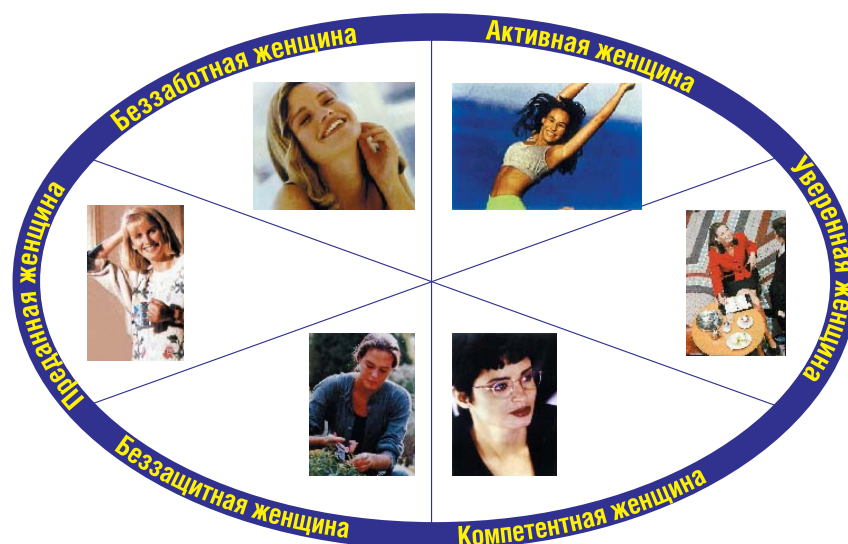 Беззаботная женщина
Активная женщина
Уверенная женщина
Компетентная женщина
Беззащитная женщина
Преданная женщина